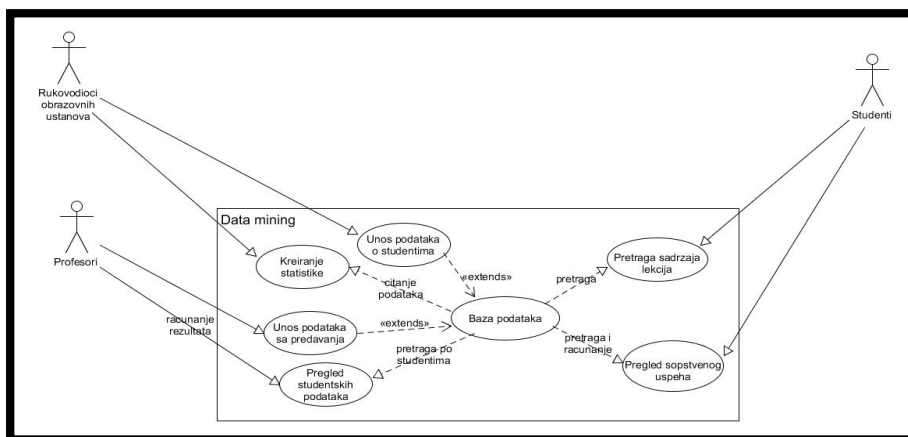 Rukovodioci
obrazovnih
ustanova
Studenti
Profesori
Data mining
Unos podataka
o studentima
Kreiranje
statistike
Pretraga sadrzaja
lekcija
«extends»
citanje
podataka
pretraga
Baza podataka
racunanje
rezultata
Unos podataka
sa predavanja
«extends»
pretraga po
studentima
pretraga i
racunanje
Pregled
studentskih
podataka
Pregled sopstvenog
uspeha